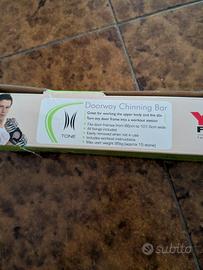 Doorway Chinning Bar
Great for working the upper body and the abs
Turn any door frame into a workout station
• Fits door frames from
wide
• All fixings included
• Easily removed when not in use
• Includes workout instructions
• Max user weight
TONE
Y
subito